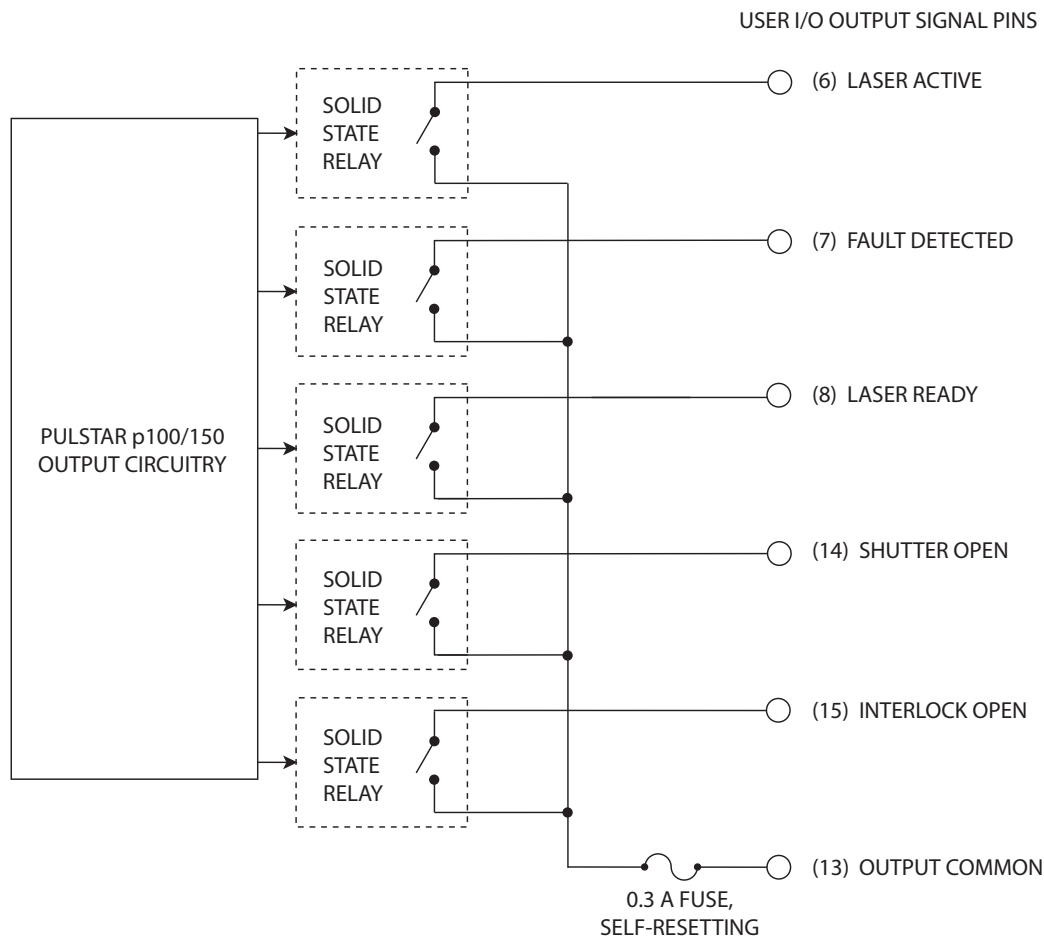 USER I/O OUTPUT SIGNAL PINS
(6) LASER ACTIVE
SOLID
STATE
RELAY
(7) FAULT DETECTED
SOLID
STATE
RELAY
(8) LASER READY
SOLID
STATE
RELAY
PULSTAR p100/150
OUTPUT CIRCUITRY
(14) SHUTTER OPEN
SOLID
STATE
RELAY
(15) INTERLOCK OPEN
SOLID
STATE
RELAY
(13) OUTPUT COMMON
0.3 A FUSE,
SELF-RESETTING